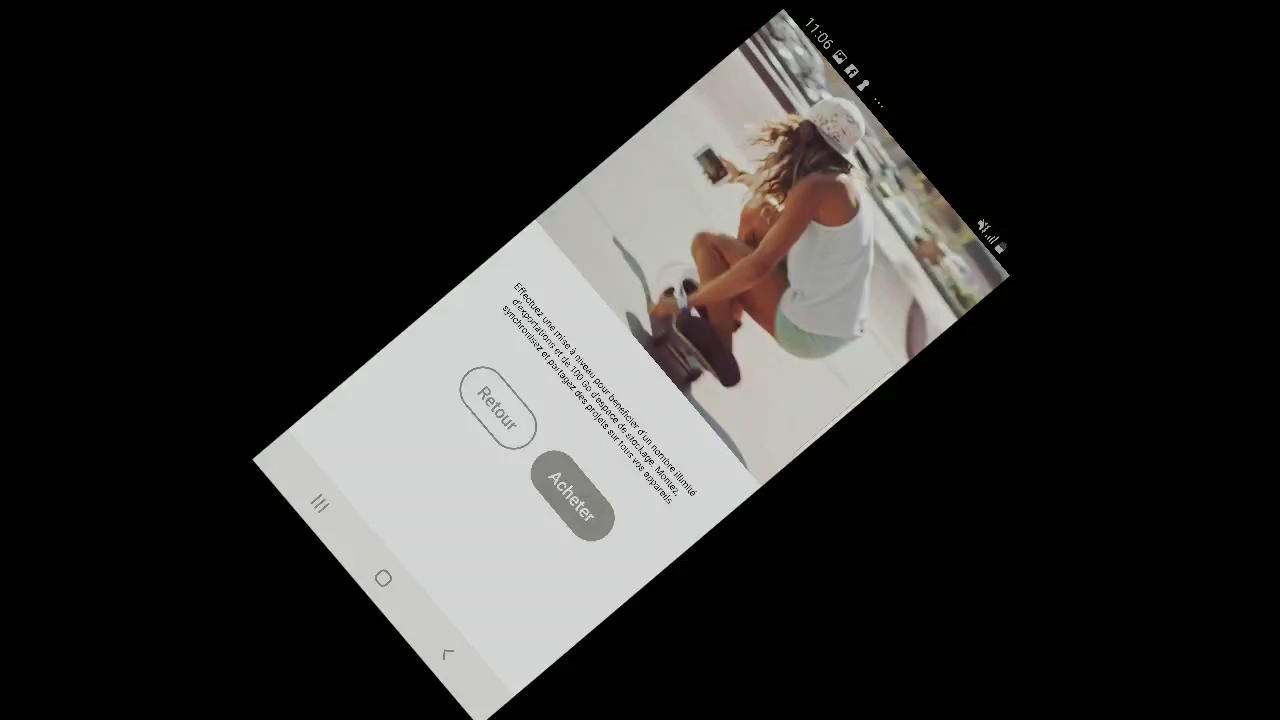 11:06
Effectuez une mise à niveau pour bénéficier d'un nombre illimité
d'exportations et de 100 Go d'espace de stockage. Montez,
synchronisez et partagez des projets sur tous vos appareils
Retour
Acheter